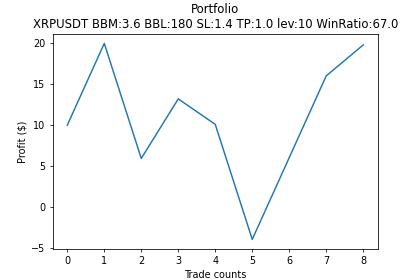 Portfolio
XRPUSDT BBM:3.6 BBL:180 SL:1.4 TP:1.0 lev:10 WinRatio:67.0
20
15
10
5
0
−5
Profit ($)
0 1 2 3 4 5 6 7 8
Trade counts